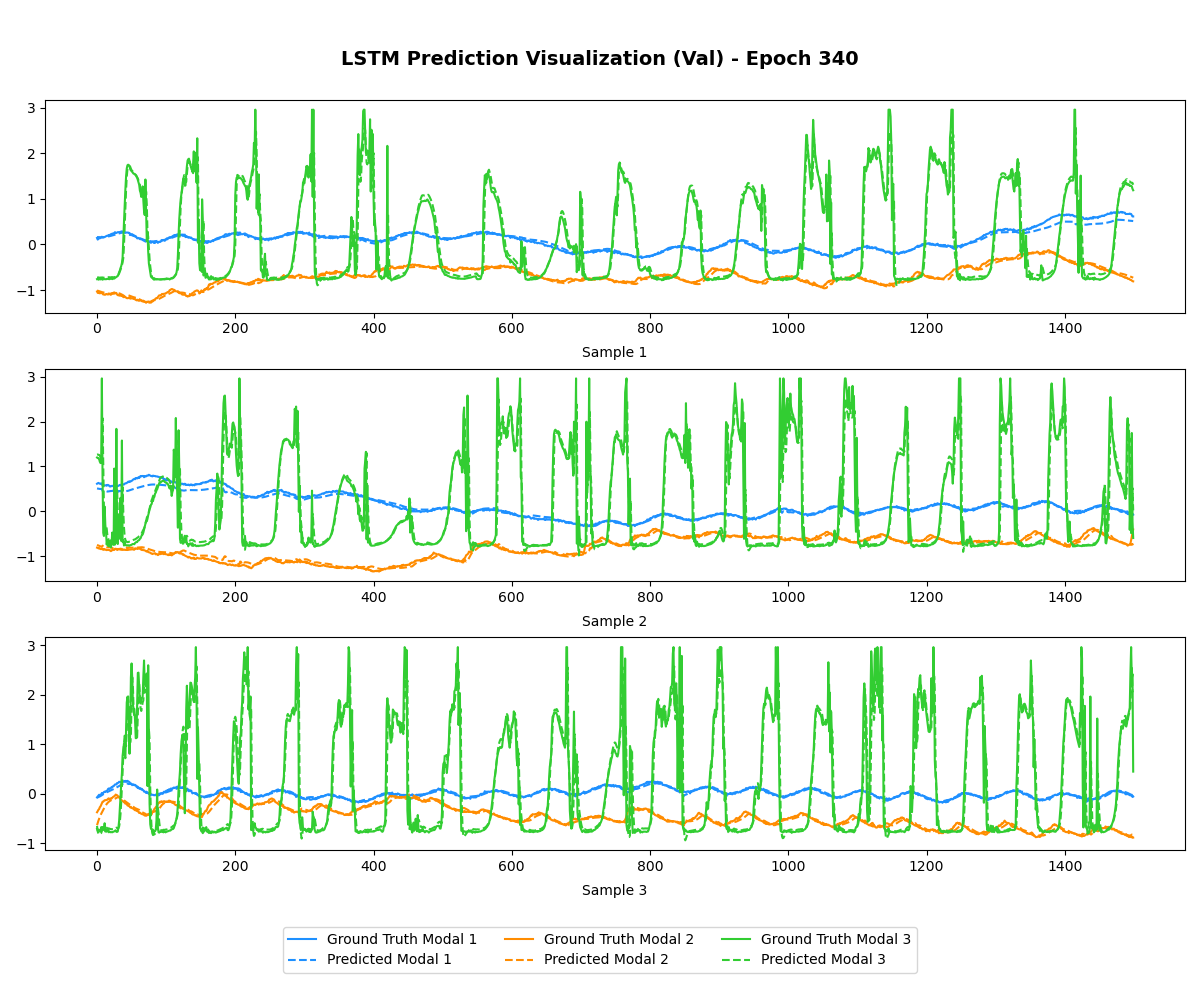 LSTM Prediction Visualization (Val) - Epoch 340
3
2
1
0
−1
0 200 400 600 800 1000 1200 1400
Sample 1
3
2
1
0
−1
0 200 400 600 800 1000 1200 1400
Sample 2
3
2
1
0
−1
0 200 400 600 800 1000 1200 1400
Sample 3
Ground Truth Modal 1 Ground Truth Modal 2 Ground Truth Modal 3
Predicted Modal 1 Predicted Modal 2 Predicted Modal 3